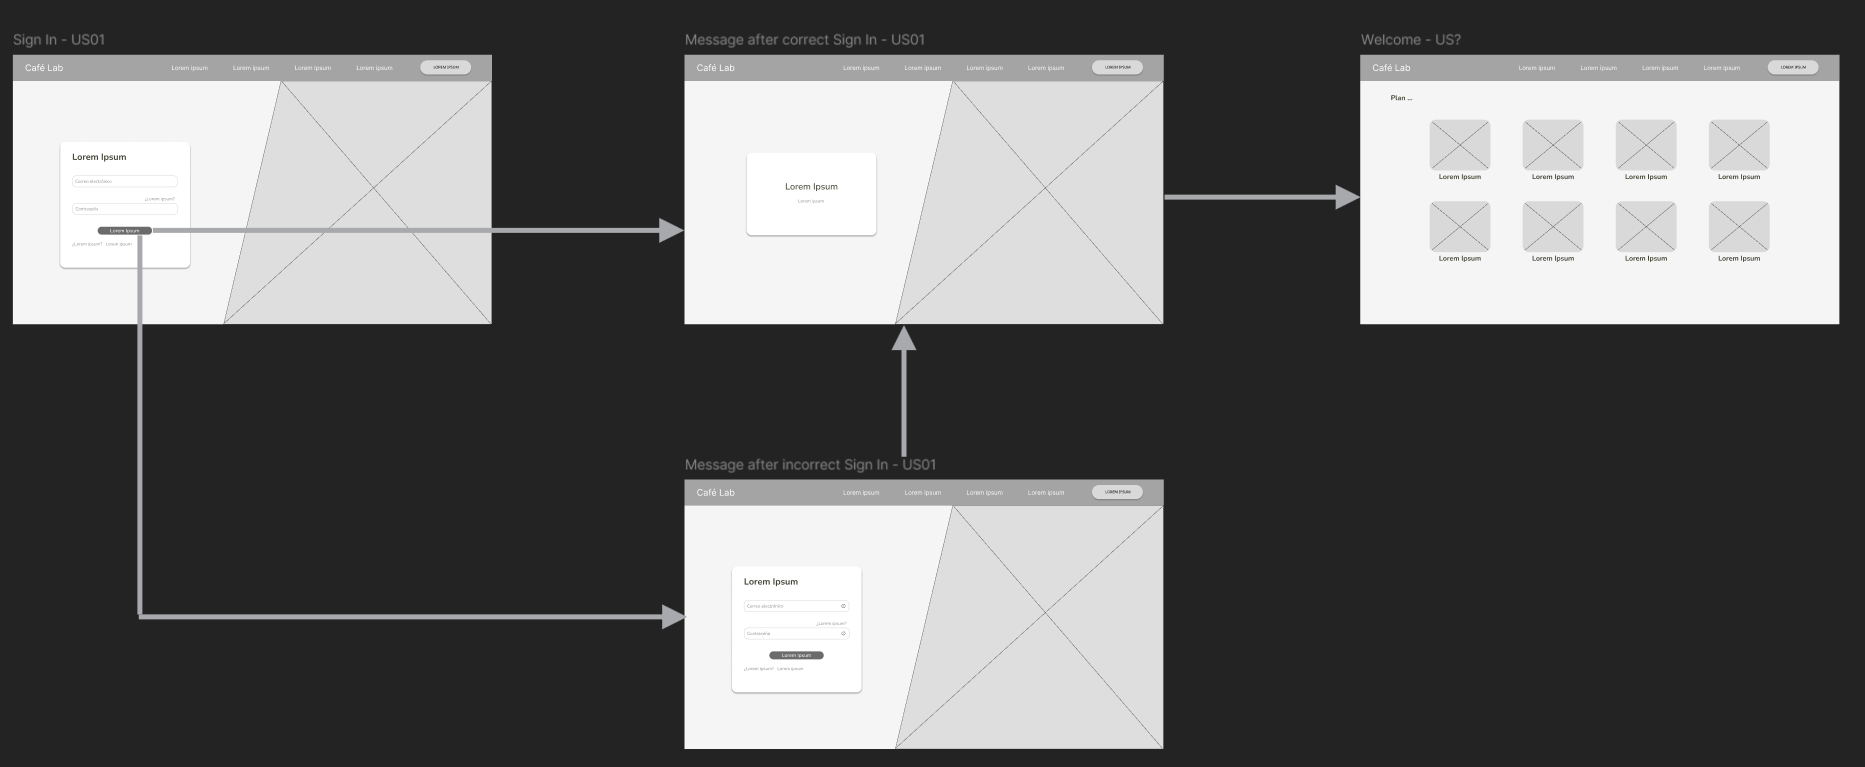 Sign In - US01
Café Lab
Lorem Ipsum
Lorem Ipsum
Lorem Ipsum
Lorem Ipsum
LOREM IPSUM
Lorem Ipsum
Correo electrónico
¿Lorem Ipsum?
Contraseña
Lorem Ipsum
¿Lorem Ipsum? Lorem Ipsum
Message after correct Sign In - US01
Café Lab
Lorem Ipsum
Lorem Ipsum
Lorem Ipsum
Lorem Ipsum
LOREM IPSUM
Lorem Ipsum
Lorem Ipsum
Welcome - US?
Café Lab
Lorem Ipsum
Lorem Ipsum
Lorem Ipsum
Lorem Ipsum
LOREM IPSUM
Plan ...
Lorem Ipsum
Lorem Ipsum
Lorem Ipsum
Lorem Ipsum
Lorem Ipsum
Lorem Ipsum
Lorem Ipsum
Lorem Ipsum
Message after incorrect Sign In - US01
Café Lab
Lorem Ipsum
Lorem Ipsum
Lorem Ipsum
Lorem Ipsum
LOREM IPSUM
Lorem Ipsum
Correo electrónico
¿Lorem Ipsum?
Contraseña
Lorem Ipsum
¿Lorem Ipsum? Lorem Ipsum